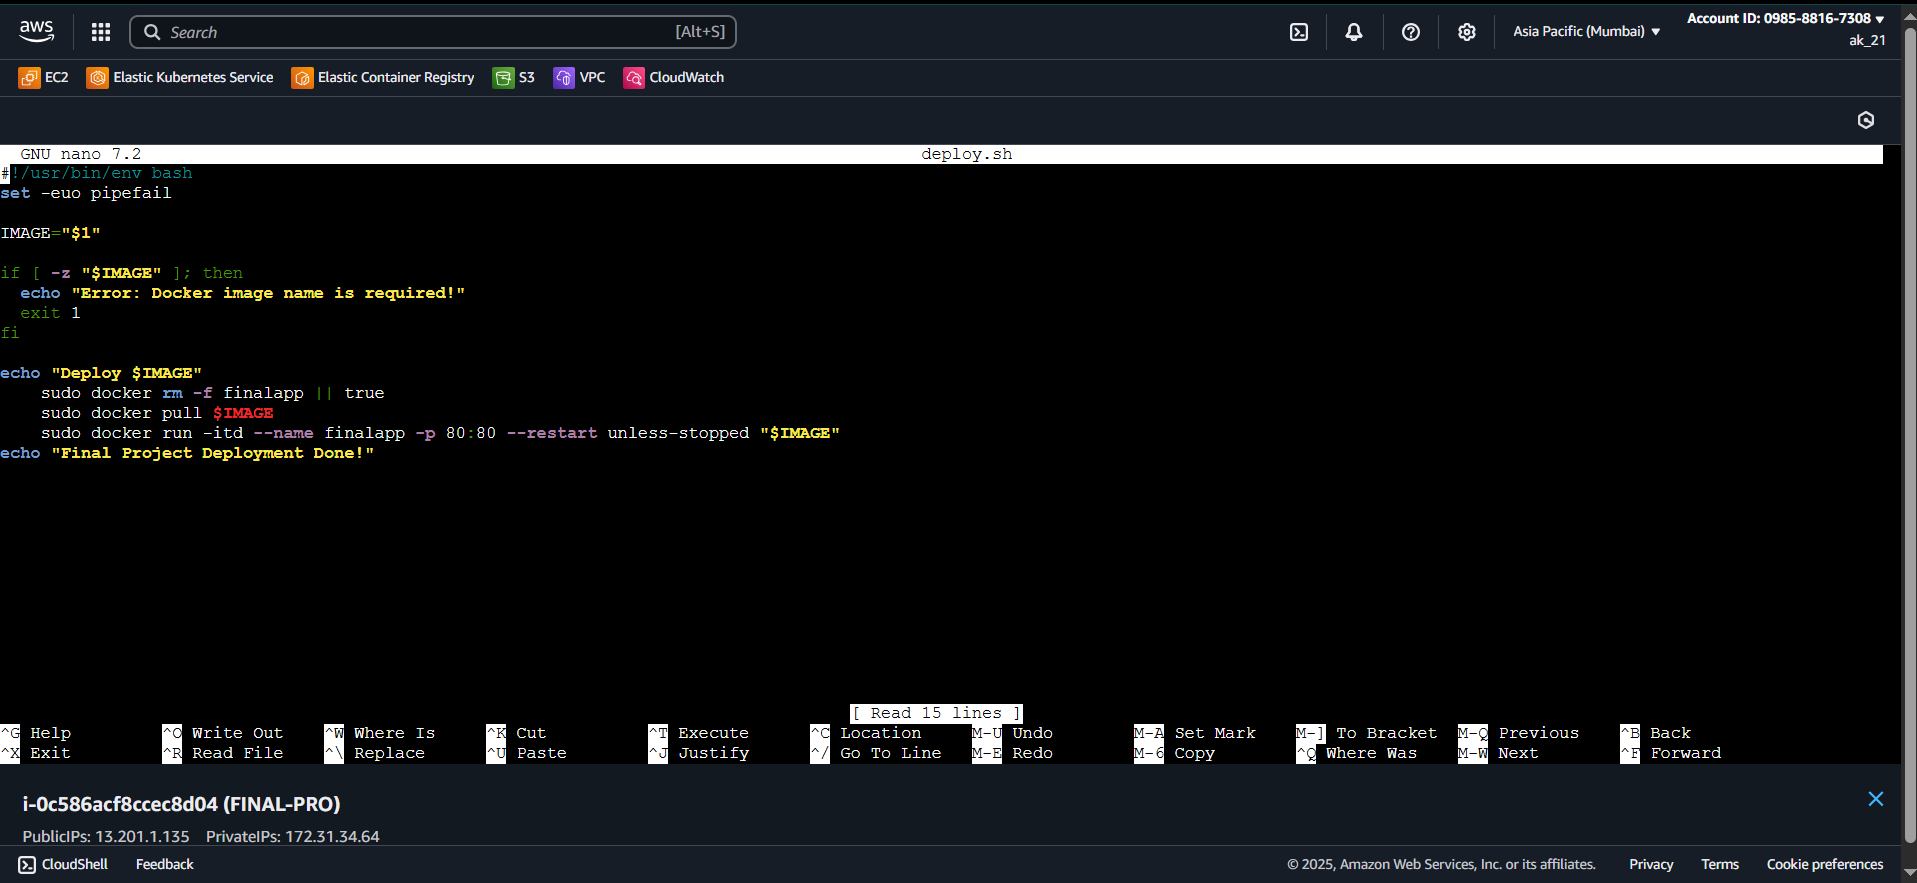 aws
Search [Alt+S]
Asia Pacific (Mumbai) ▼
Account ID: 0985-8816-7308 ▼
ak_21
EC2 Elastic Kubernetes Service Elastic Container Registry S3 VPC CloudWatch
GNU nano 7.2 deploy.sh
#!/usr/bin/env bash
set -euo pipefail
IMAGE="$1"
if [ -z "$IMAGE" ]; then
  echo "Error: Docker image name is required!"
  exit 1
fi
echo "Deploy $IMAGE"
    sudo docker rm -f finalapp || true
    sudo docker pull $IMAGE
    sudo docker run -itd --name finalapp -p 80:80 --restart unless-stopped "$IMAGE"
echo "Final Project Deployment Done!"
[ Read 15 lines ]
^G Help ^O Write Out ^W Where Is ^K Cut ^T Execute ^C Location M-U Undo M-A Set Mark M-] To Bracket M-Q Previous ^B Back
^X Exit ^R Read File ^\ Replace ^U Paste ^J Justify ^/ Go To Line M-E Redo M-6 Copy ^Q Where Was M-W Next ^F Forward
i-0c586acf8ccec8d04 (FINAL-PRO)
PublicIPs: 13.201.1.135 PrivateIPs: 172.31.34.64
CloudShell Feedback © 2025, Amazon Web Services, Inc. or its affiliates. Privacy Terms Cookie preferences